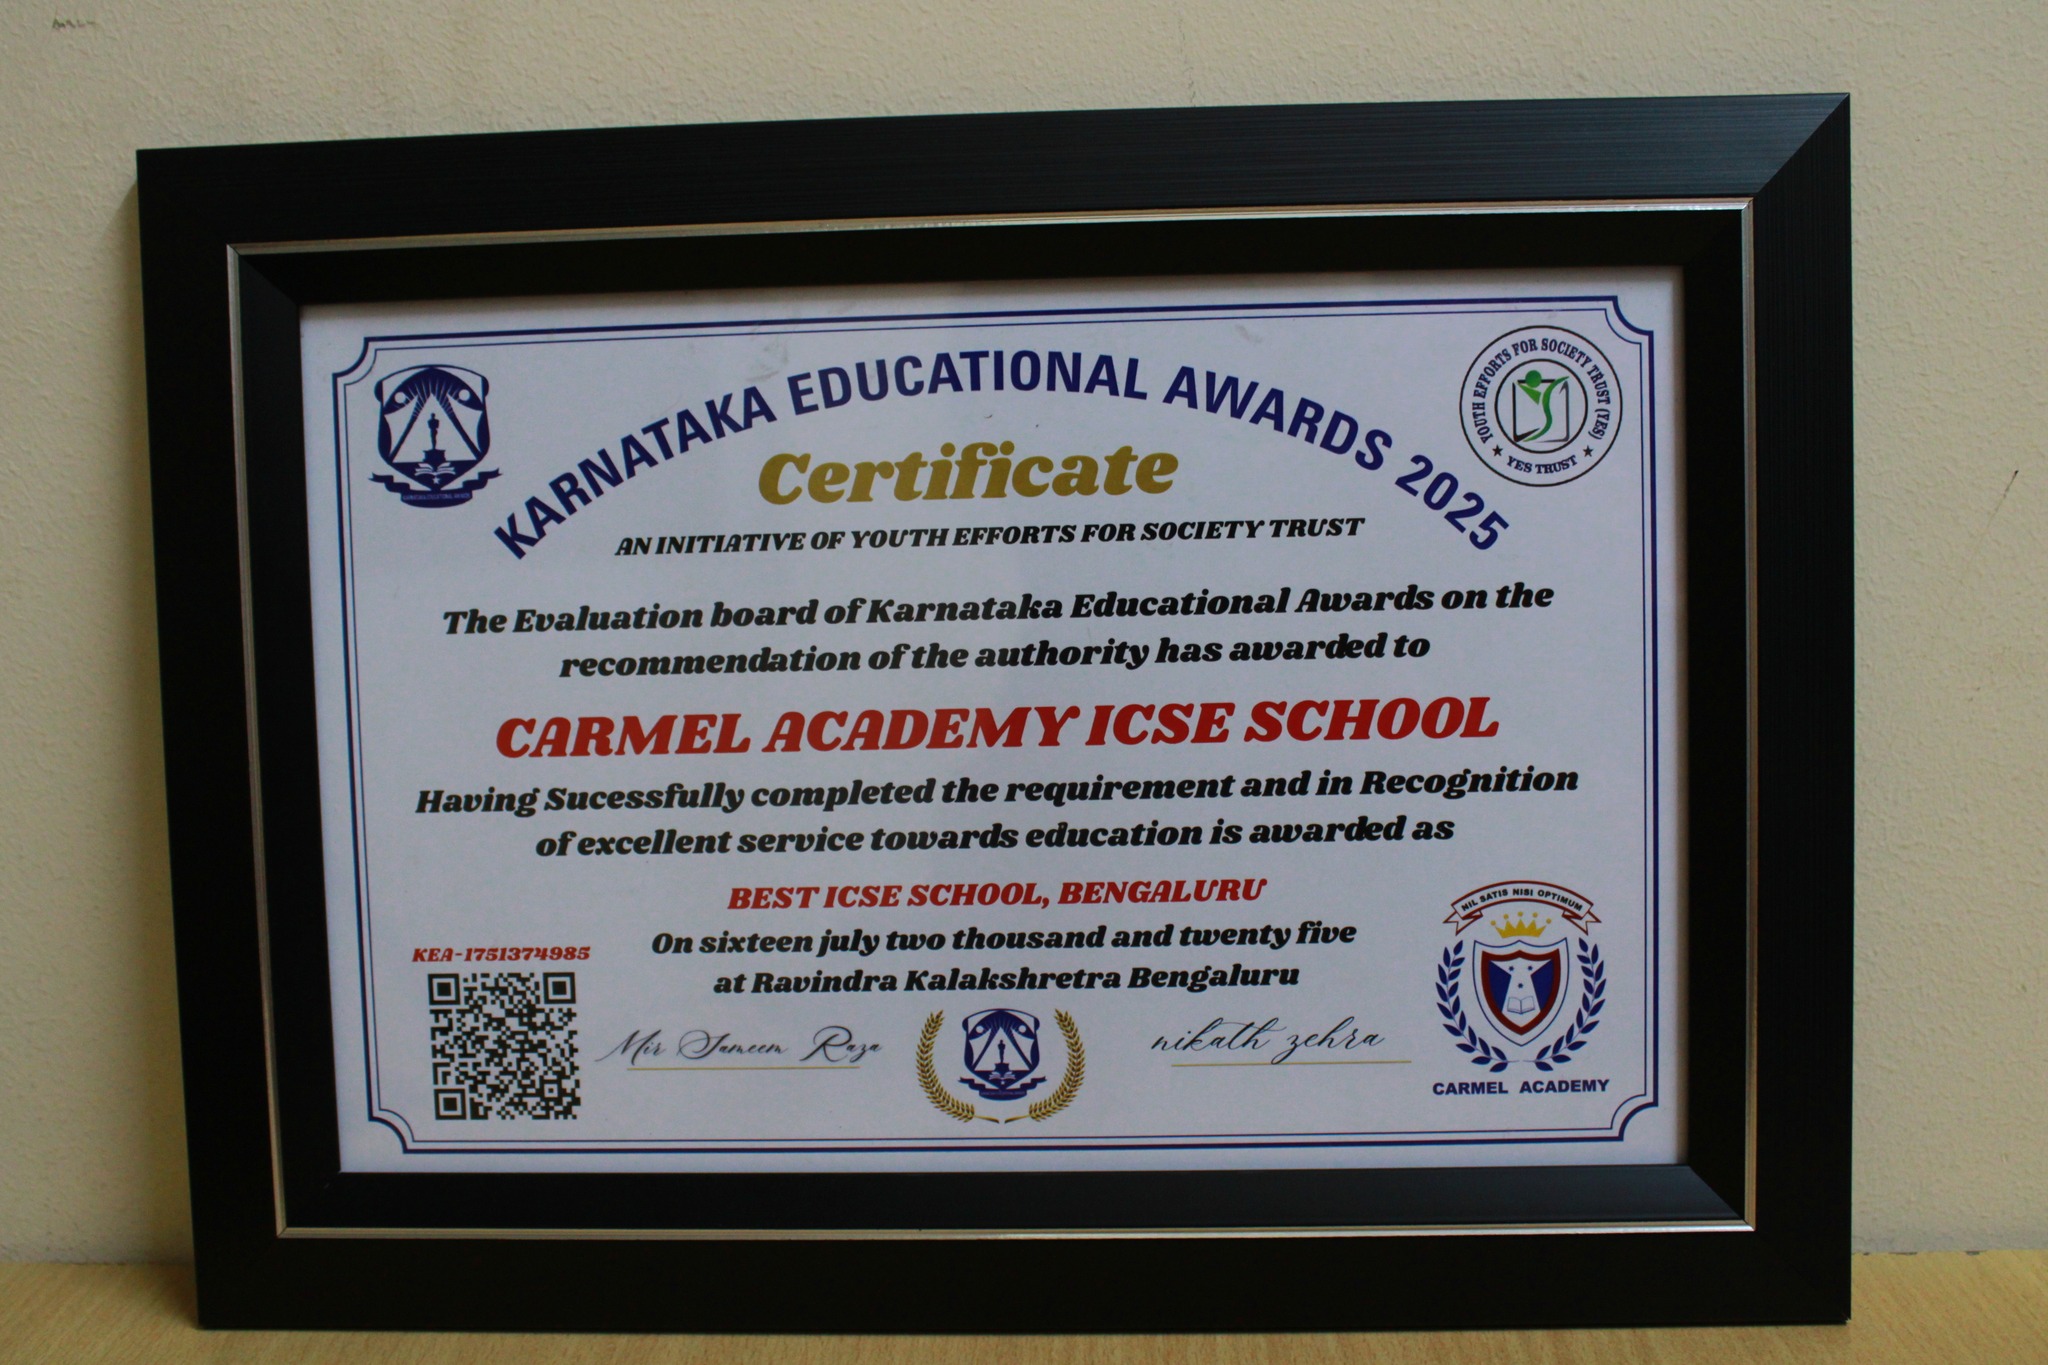 KARNATAKA EDUCATIONAL AWARDS 2025
YOUTH EFFORTS FOR SOCIETY TRUST (YES)
★ YES TRUST ★
Certificate
AN INITIATIVE OF YOUTH EFFORTS FOR SOCIETY TRUST
The Evaluation board of Karnataka Educational Awards on the
recommendation of the authority has awarded to
CARMEL ACADEMY ICSE SCHOOL
Having Sucessfully completed the requirement and in Recognition
of excellent service towards education is awarded as
BEST ICSE SCHOOL, BENGALURU
On sixteen july two thousand and twenty five
at Ravindra Kalakshretra Bengaluru
KEA-1751374985
Mir Sameem Raza
nikath zehra
NIL SATIS NISI OPTIMUM
CARMEL ACADEMY
KARNATAKA EDUCATIONAL AWARDS